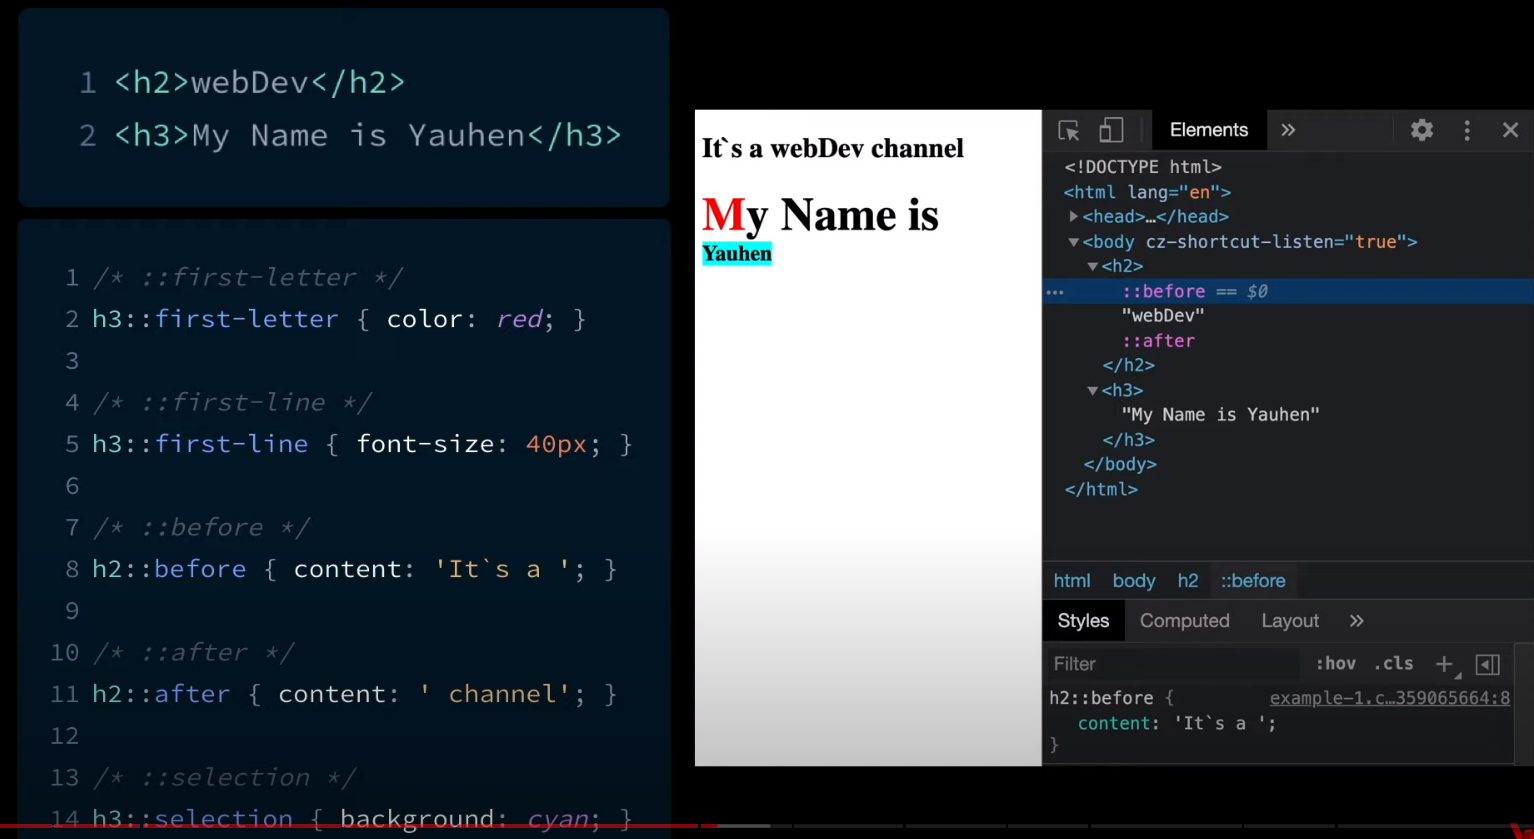 1 <h2>webDev</h2>
2 <h3>My Name is Yauhen</h3>
1 /* ::first-letter */
2 h3::first-letter { color: red; }
3
4 /* ::first-line */
5 h3::first-line { font-size: 40px; }
6
7 /* ::before */
8 h2::before { content: 'It`s a '; }
9
10 /* ::after */
11 h2::after { content: ' channel'; }
12
13 /* ::selection */
14 h3::selection { background: cyan; }
It`s a webDev channel
My Name is
Yauhen
Elements »
<!DOCTYPE html>
<html lang="en">
<head>…</head>
<body cz-shortcut-listen="true">
<h2>
::before == $0
"webDev"
::after
</h2>
<h3>
"My Name is Yauhen"
</h3>
</body>
</html>
html body h2 ::before
Styles Computed Layout »
Filter :hov .cls +
h2::before { example-1.c…359065664:8
content: 'It`s a ';
}